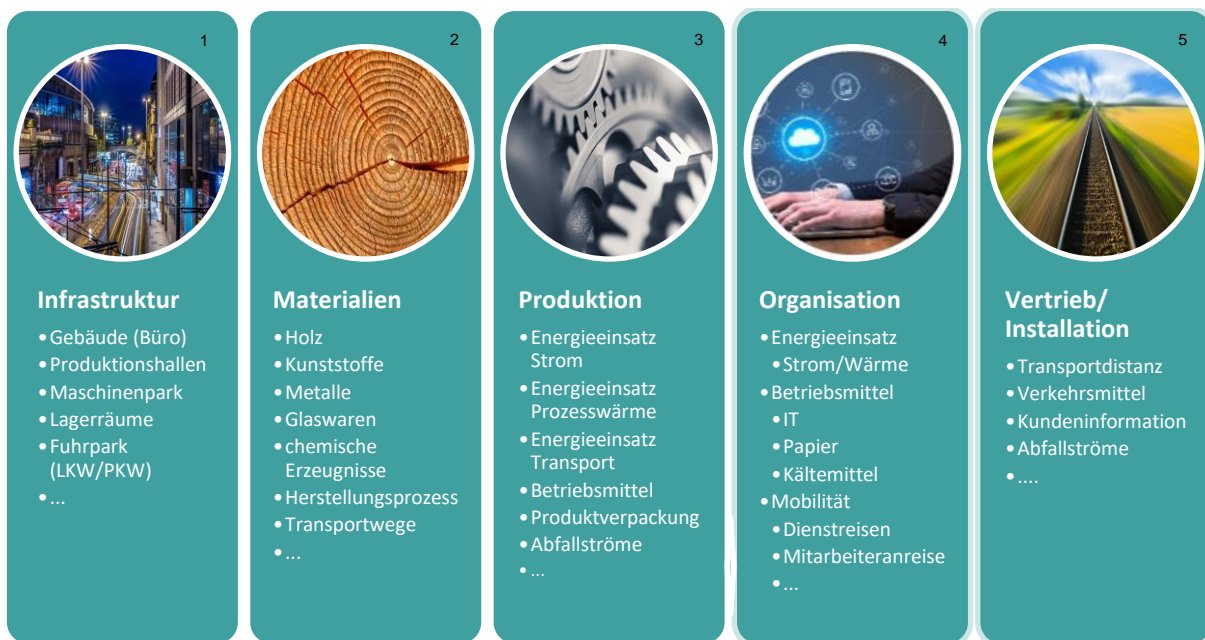 1
Infrastruktur
•Gebäude (Büro)
•Produktionshallen
•Maschinenpark
•Lagerräume
•Fuhrpark
(LKW/PKW)
•...
2
Materialien
•Holz
•Kunststoffe
•Metalle
•Glaswaren
•chemische
Erzeugnisse
•Herstellungsprozess
•Transportwege
•...
3
Produktion
•Energieeinsatz
Strom
•Energieeinsatz
Prozesswärme
•Energieeinsatz
Transport
•Betriebsmittel
•Produktverpackung
•Abfallströme
•...
4
Organisation
•Energieeinsatz
•Strom/Wärme
•Betriebsmittel
•IT
•Papier
•Kältemittel
•Mobilität
•Dienstreisen
•Mitarbeiteranreise
•...
5
Vertrieb/
Installation
•Transportdistanz
•Verkehrsmittel
•Kundeninformation
•Abfallströme
•....